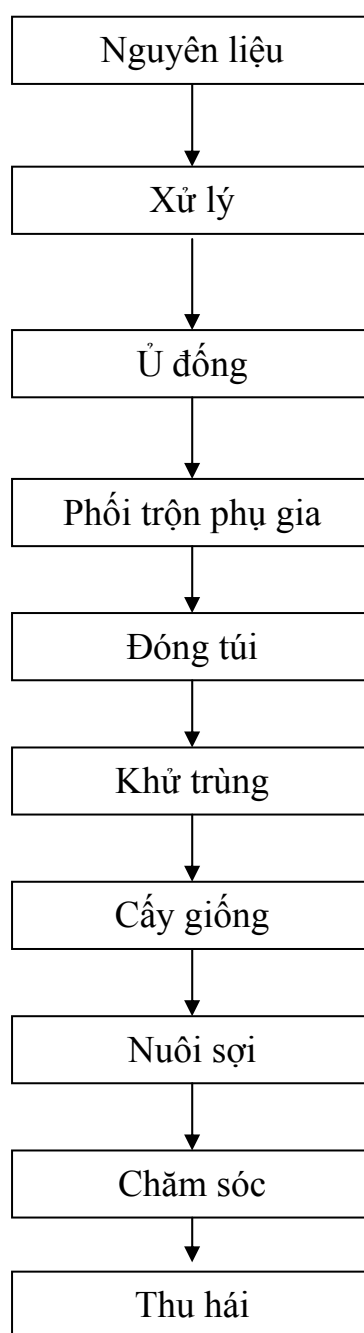 Nguyên liệu
Xử lý
Ủ đống
Phối trộn phụ gia
Đóng túi
Khử trùng
Cấy giống
Nuôi sợi
Chăm sóc
Thu hái